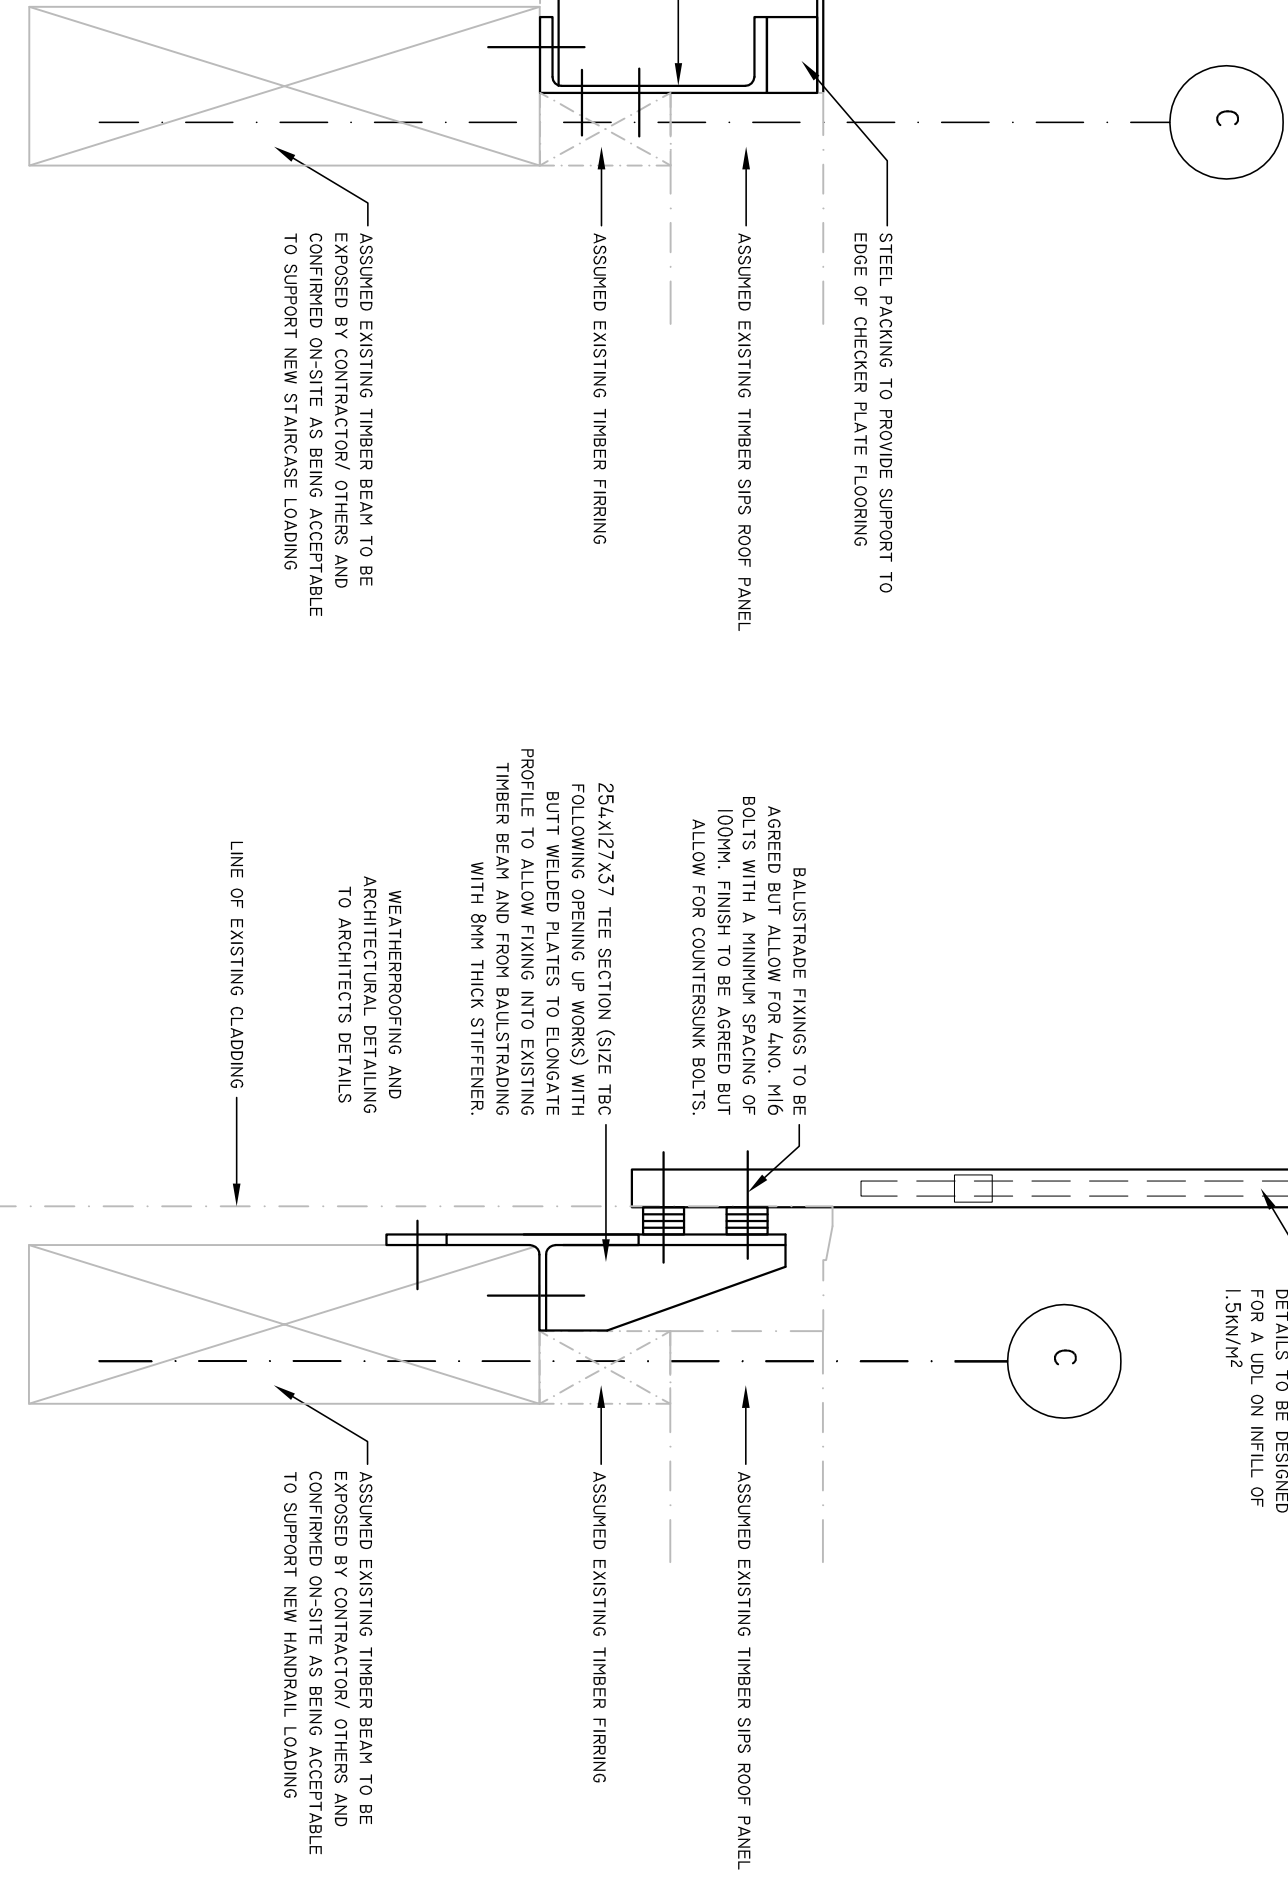 C
STEEL PACKING TO PROVIDE SUPPORT TO
EDGE OF CHECKER PLATE FLOORING
ASSUMED EXISTING TIMBER SIPS ROOF PANEL
ASSUMED EXISTING TIMBER FIRRING
ASSUMED EXISTING TIMBER BEAM TO BE
EXPOSED BY CONTRACTOR/ OTHERS AND
CONFIRMED ON-SITE AS BEING ACCEPTABLE
TO SUPPORT NEW STAIRCASE LOADING
BALUSTRADE FIXINGS TO BE
AGREED BUT ALLOW FOR 4NO. M16
BOLTS WITH A MINIMUM SPACING OF
100MM. FINISH TO BE AGREED BUT
ALLOW FOR COUNTERSUNK BOLTS.
254x127x37 TEE SECTION (SIZE TBC
FOLLOWING OPENING UP WORKS) WITH
BUTT WELDED PLATES TO ELONGATE
PROFILE TO ALLOW FIXING INTO EXISTING
TIMBER BEAM AND FROM BAULSTRADING
WITH 8MM THICK STIFFENER.
WEATHERPROOFING AND
ARCHITECTURAL DETAILING
TO ARCHITECTS DETAILS
LINE OF EXISTING CLADDING
DETAILS TO BE DESIGNED
FOR A UDL ON INFILL OF
1.5KN/M²
C
ASSUMED EXISTING TIMBER SIPS ROOF PANEL
ASSUMED EXISTING TIMBER FIRRING
ASSUMED EXISTING TIMBER BEAM TO BE
EXPOSED BY CONTRACTOR/ OTHERS AND
CONFIRMED ON-SITE AS BEING ACCEPTABLE
TO SUPPORT NEW HANDRAIL LOADING